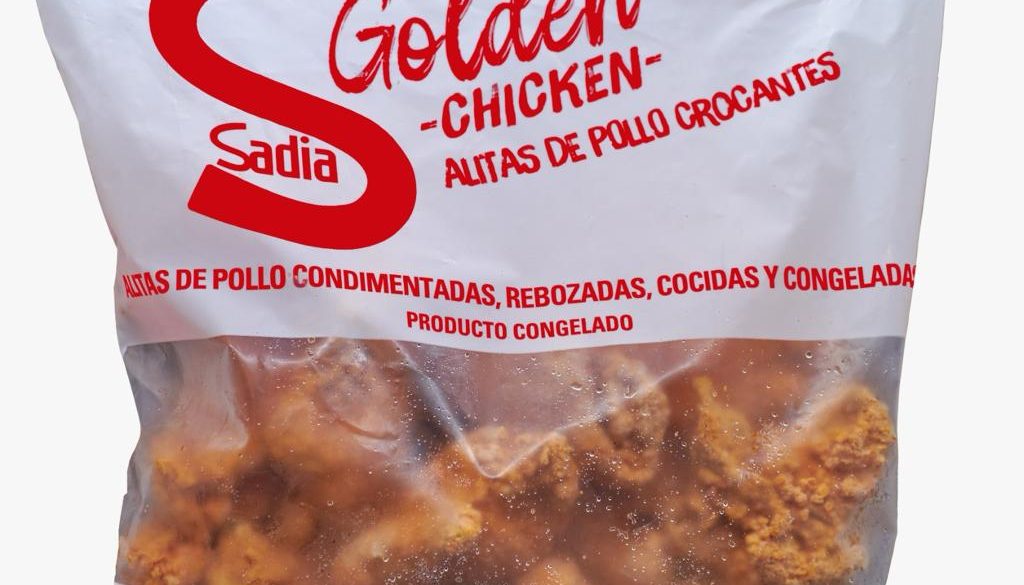 Golden
-CHICKEN-
ALITAS DE POLLO CROCANTES
Sadia
ALITAS DE POLLO CONDIMENTADAS, REBOZADAS, COCIDAS Y CONGELADAS
PRODUCTO CONGELADO